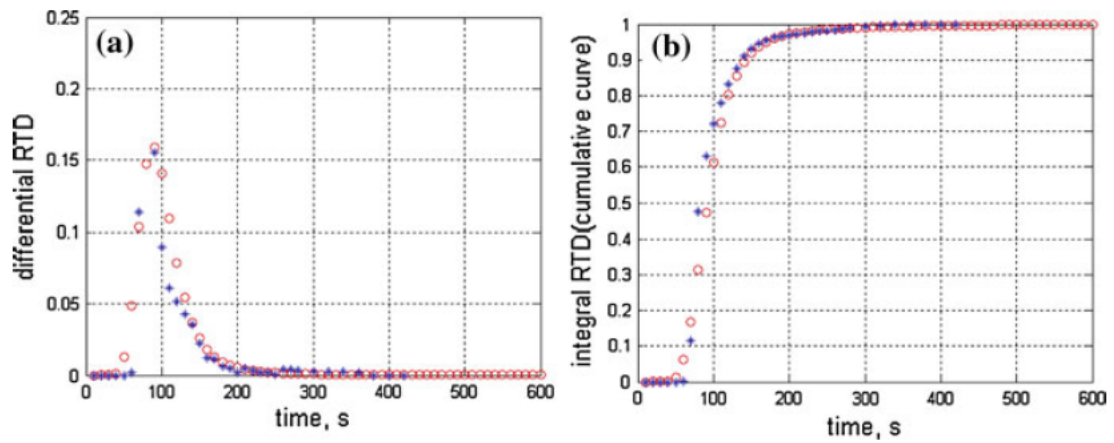 (a)
differential RTD
0.25
0.2
0.15
0.1
0.05
0
0 100 200 300 400 500 600
time, s
(b)
integral RTD(cumulative curve)
1
0.9
0.8
0.7
0.6
0.5
0.4
0.3
0.2
0.1
0
0 100 200 300 400 500 600
time, s